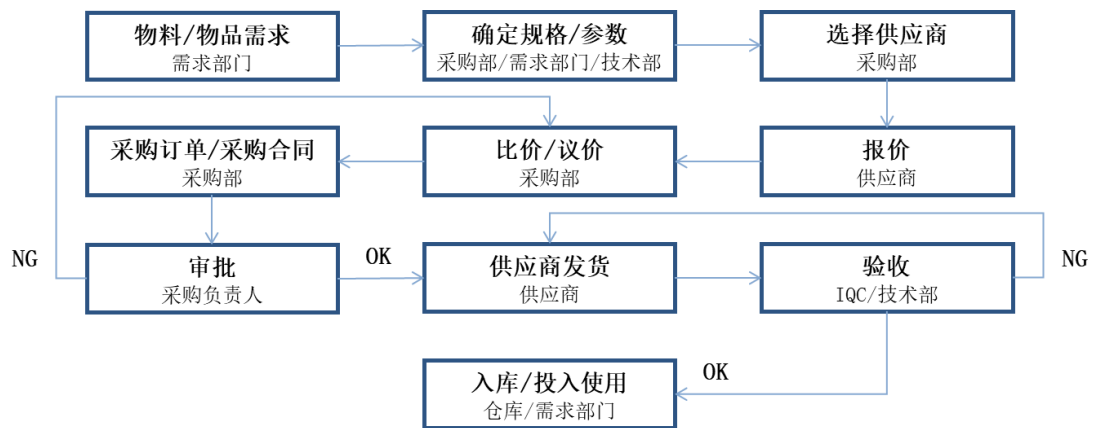 物料/物品需求
需求部门
确定规格/参数
采购部/需求部门/技术部
选择供应商
采购部
采购订单/采购合同
采购部
比价/议价
采购部
报价
供应商
NG
审批
采购负责人
OK
供应商发货
供应商
验收
IQC/技术部
NG
入库/投入使用
仓库/需求部门
OK